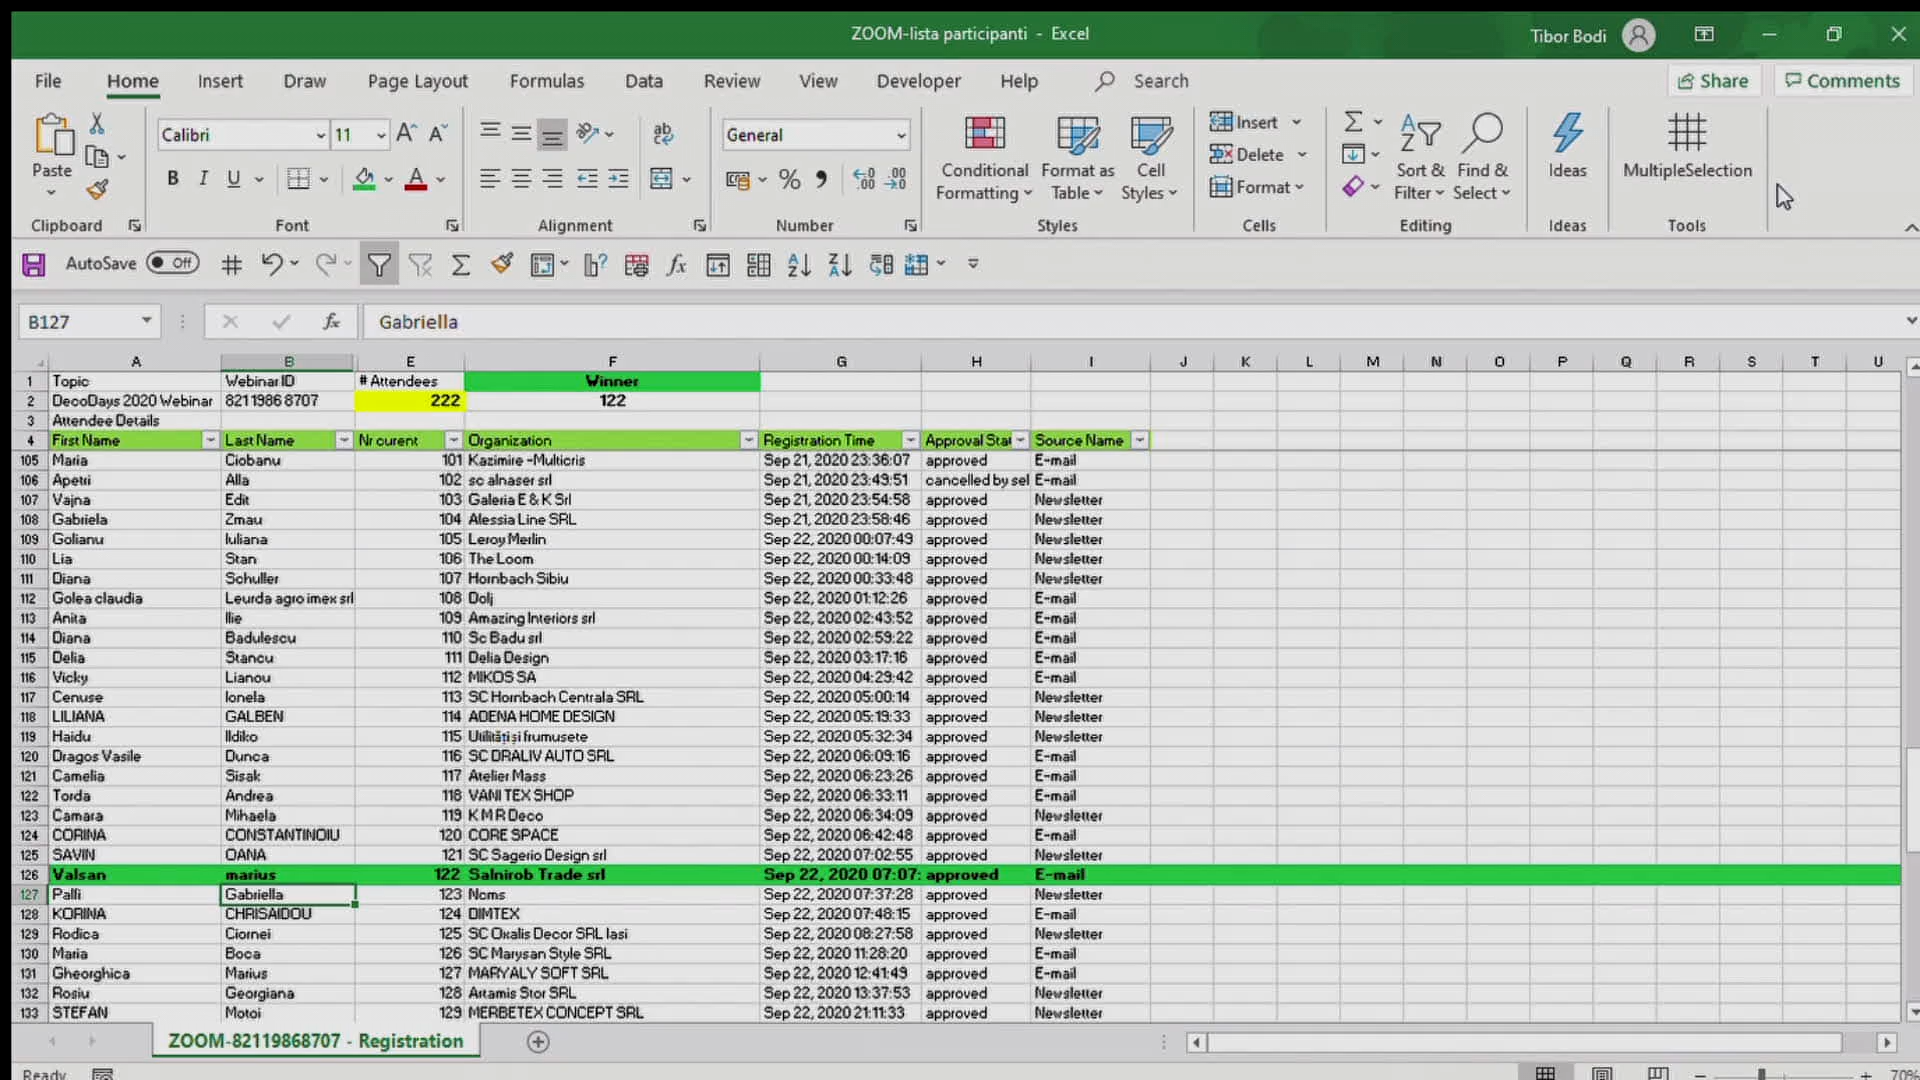 ZOOM-lista participanti - Excel
Tibor Bodi
File Home Insert Draw Page Layout Formulas Data Review View Developer Help Search Share Comments
Paste
Calibri 11
General
Conditional Formatting
Format as Table
Cell Styles
Insert
Delete
Format
Sort & Filter
Find & Select
Ideas
MultipleSelection
B I U
Clipboard Font Alignment Number Styles Cells Editing Ideas Tools
AutoSave Off
B127 fx Gabriella
A B E F G H I J K L M N O P Q R S T U
1 Topic Webinar ID # Attendees Winner
2 DecoDays 2020 Webinar 821 1986 8707 222 122
3 Attendee Details
4 First Name Last Name Nr curent Organization Registration Time Approval Stat Source Name
105 Maria Ciobanu 101 Kazimire -Multicris Sep 21, 2020 23:36:07 approved E-mail
106 Apetri Alla 102 sc alnaser srl Sep 21, 2020 23:49:51 cancelled by sel E-mail
107 Vajna Edit 103 Galeria E & K Srl Sep 21, 2020 23:54:58 approved Newsletter
108 Gabriela Zmau 104 Alessia Line SRL Sep 21, 2020 23:58:46 approved Newsletter
109 Golianu Iuliana 105 Leroy Merlin Sep 22, 2020 00:07:49 approved Newsletter
110 Lia Stan 106 The Loom Sep 22, 2020 00:14:09 approved Newsletter
111 Diana Schuller 107 Hornbach Sibiu Sep 22, 2020 00:33:48 approved Newsletter
112 Golea claudia Leurda agro imex srl 108 Dolj Sep 22, 2020 01:12:26 approved E-mail
113 Anita Ilie 109 Amazing Interiors srl Sep 22, 2020 02:43:52 approved E-mail
114 Diana Badulescu 110 Sc Badu srl Sep 22, 2020 02:59:22 approved E-mail
115 Delia Stancu 111 Delia Design Sep 22, 2020 03:17:16 approved E-mail
116 Vicky Lianou 112 MIKOS SA Sep 22, 2020 04:29:42 approved E-mail
117 Cenuse Ionela 113 SC Hornbach Centrala SRL Sep 22, 2020 05:00:14 approved Newsletter
118 LILIANA GALBEN 114 ADENA HOME DESIGN Sep 22, 2020 05:19:33 approved Newsletter
119 Haidu Ildiko 115 Utilități și frumusete Sep 22, 2020 05:32:34 approved Newsletter
120 Dragos Vasile Dunca 116 SC DRALIV AUTO SRL Sep 22, 2020 06:09:16 approved E-mail
121 Camelia Sisak 117 Atelier Mass Sep 22, 2020 06:23:26 approved E-mail
122 Torda Andrea 118 VANI TEX SHOP Sep 22, 2020 06:33:11 approved E-mail
123 Camara Mihaela 119 K M R Deco Sep 22, 2020 06:34:09 approved Newsletter
124 CORINA CONSTANTINOIU 120 CORE SPACE Sep 22, 2020 06:42:48 approved E-mail
125 SAVIN OANA 121 SC Sagerio Design srl Sep 22, 2020 07:02:55 approved Newsletter
126 Valsan marius 122 Salnirob Trade srl Sep 22, 2020 07:07: approved E-mail
127 Palfi Gabriella 123 Noms Sep 22, 2020 07:37:28 approved Newsletter
128 KORINA CHRISAIDOU 124 DIMTEX Sep 22, 2020 07:48:15 approved E-mail
129 Rodica Ciornei 125 SC Oxalis Decor SRL Iasi Sep 22, 2020 08:27:58 approved Newsletter
130 Maria Boca 126 SC Marysan Style SRL Sep 22, 2020 11:28:20 approved E-mail
131 Gheorghica Marius 127 MARYALY SOFT SRL Sep 22, 2020 12:41:49 approved E-mail
132 Rosiu Georgiana 128 Artamis Stor SRL Sep 22, 2020 13:37:53 approved Newsletter
133 STEFAN Motoi 129 MERBETEX CONCEPT SRL Sep 22, 2020 21:11:33 approved Newsletter
ZOOM-82119868707 - Registration
Ready 70%